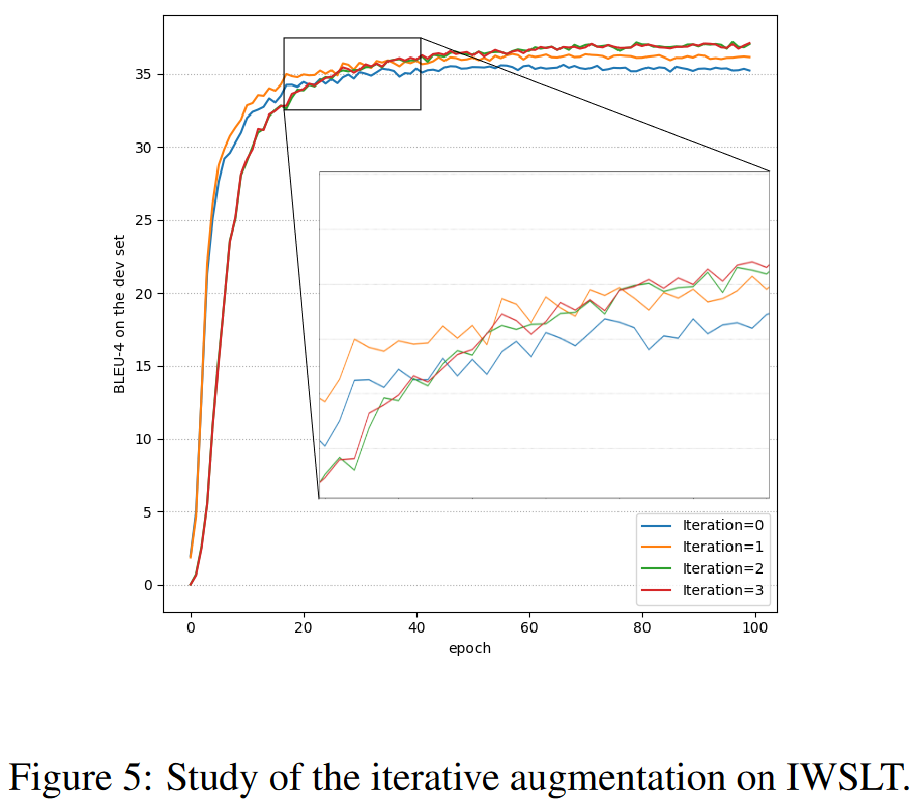 35
30
25
20
15
10
5
0
BLEU-4 on the dev set
Iteration=0
Iteration=1
Iteration=2
Iteration=3
0 20 40 60 80 100
epoch
Figure 5: Study of the iterative augmentation on IWSLT.